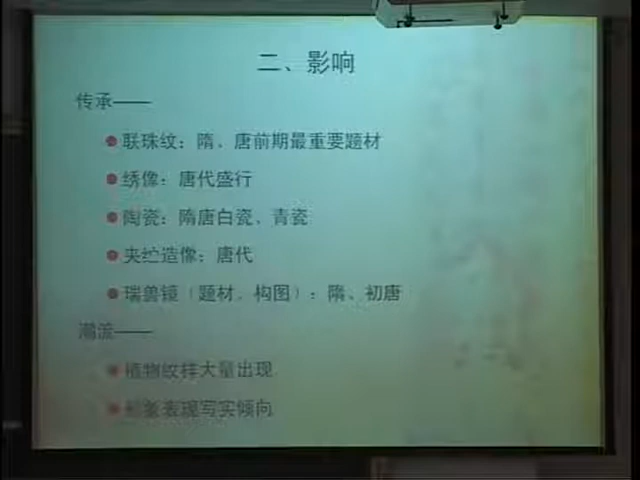 二、影响
传承——
联珠纹：隋、唐前期最重要题材
绣像：唐代盛行
陶瓷：隋唐白瓷、青瓷
夹纻造像：唐代
瑞兽镜（题材、构图）：隋、初唐
潮流——
植物纹样大量出现
表现写实倾向